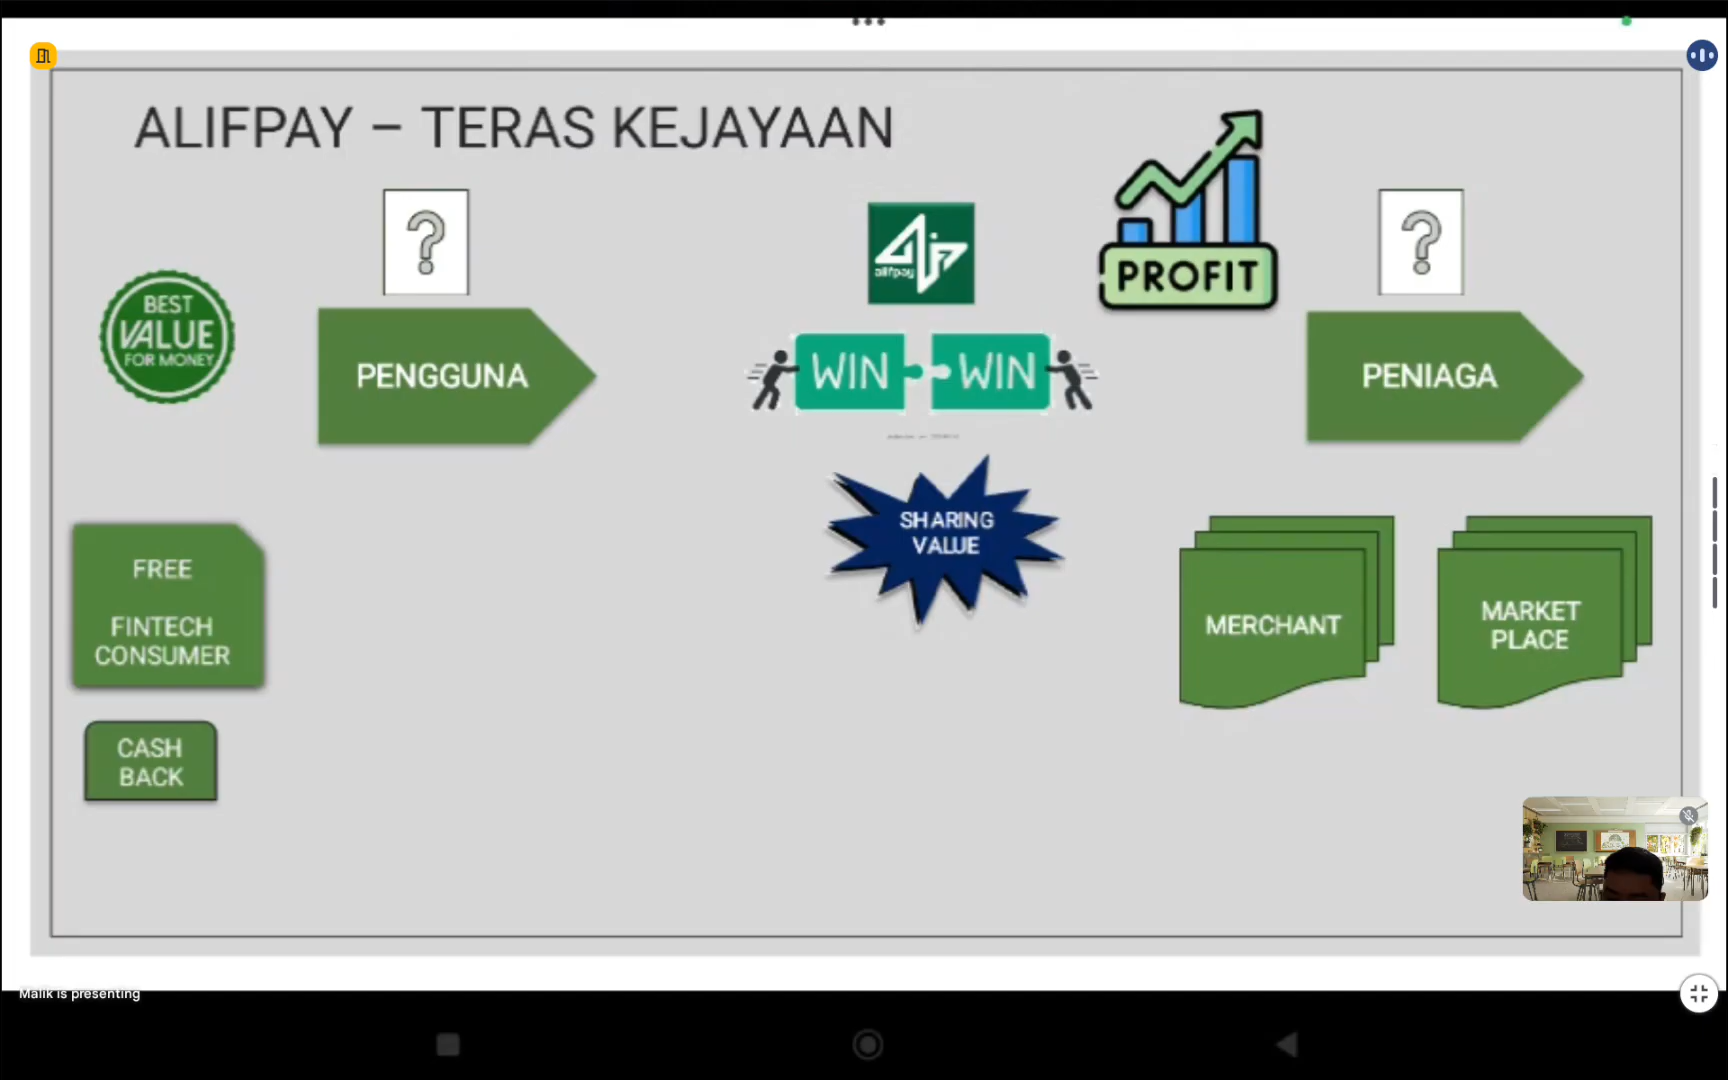 ALIFPAY – TERAS KEJAYAAN
?
alifpay
PROFIT
?
BEST
VALUE
FOR MONEY
PENGGUNA
WIN WIN
PENIAGA
SHARING
VALUE
FREE
FINTECH
CONSUMER
MERCHANT
MARKET
PLACE
CASH
BACK
Malik is presenting